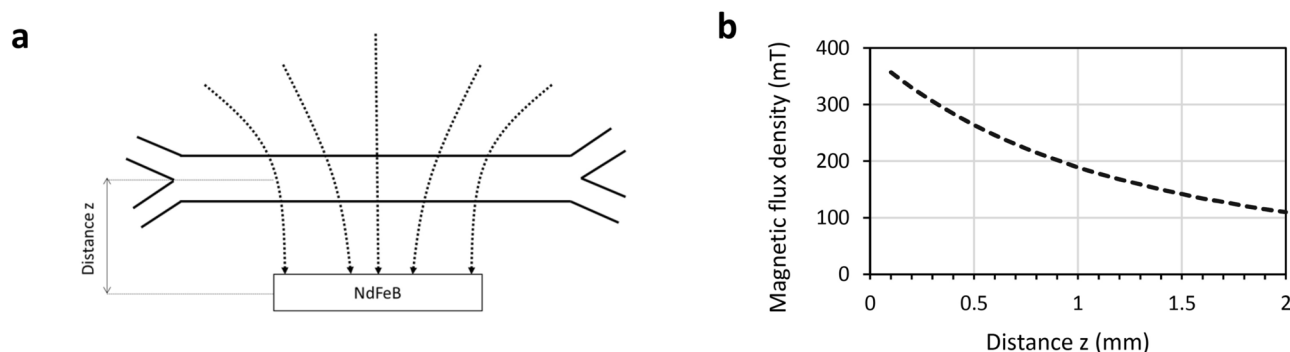 a
Distance z
NdFeB
b
Magnetic flux density (mT)
400
300
200
100
0
0
0.5
1
1.5
2
Distance z (mm)